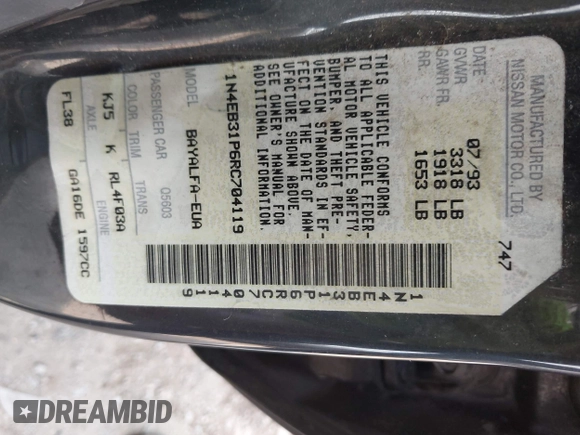 MANUFACTURED BY
NISSAN MOTOR CO., LTD.
747
DATE: 07/93
GVWR 3318 LB
GAWR FR. 1918 LB
RR. 1653 LB
THIS VEHICLE CONFORMS
TO ALL APPLICABLE FEDER-
AL MOTOR VEHICLE SAFETY,
BUMPER, AND THEFT PRE-
VENTION STANDARDS IN EF-
FECT ON THE DATE OF MAN-
UFACTURE SHOWN ABOVE.
SEE OWNER'S MANUAL FOR
ADDITIONAL INFORMATION.
1N4EB31P6RC704119
1N4EB31P6RC704119
MODEL BAYALFA-EUA
PASSENGER CAR O5603
COLOR TRIM TRANS
KJ5 K RL4F03A
AXLE ENGINE
FL38 GA16DE 1597CC
DREAMBID